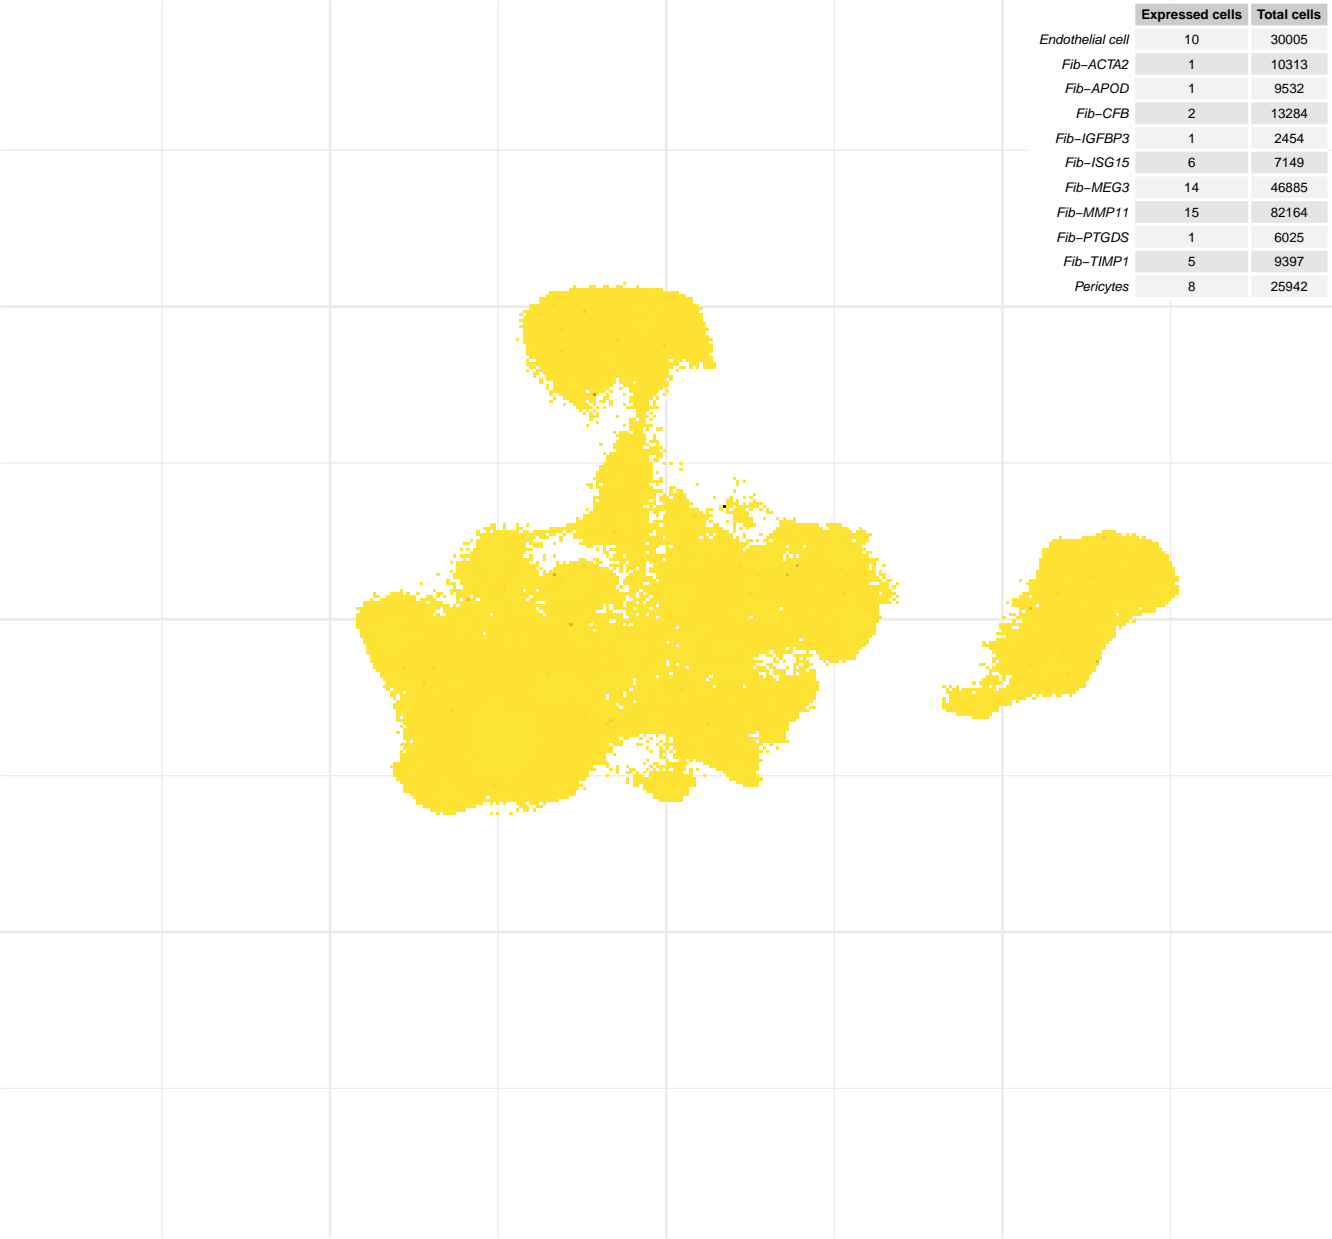 Expressed cells Total cells
Endothelial cell 10 30005
Fib−ACTA2 1 10313
Fib−APOD 1 9532
Fib−CFB 2 13284
Fib−IGFBP3 1 2454
Fib−ISG15 6 7149
Fib−MEG3 14 46885
Fib−MMP11 15 82164
Fib−PTGDS 1 6025
Fib−TIMP1 5 9397
Pericytes 8 25942